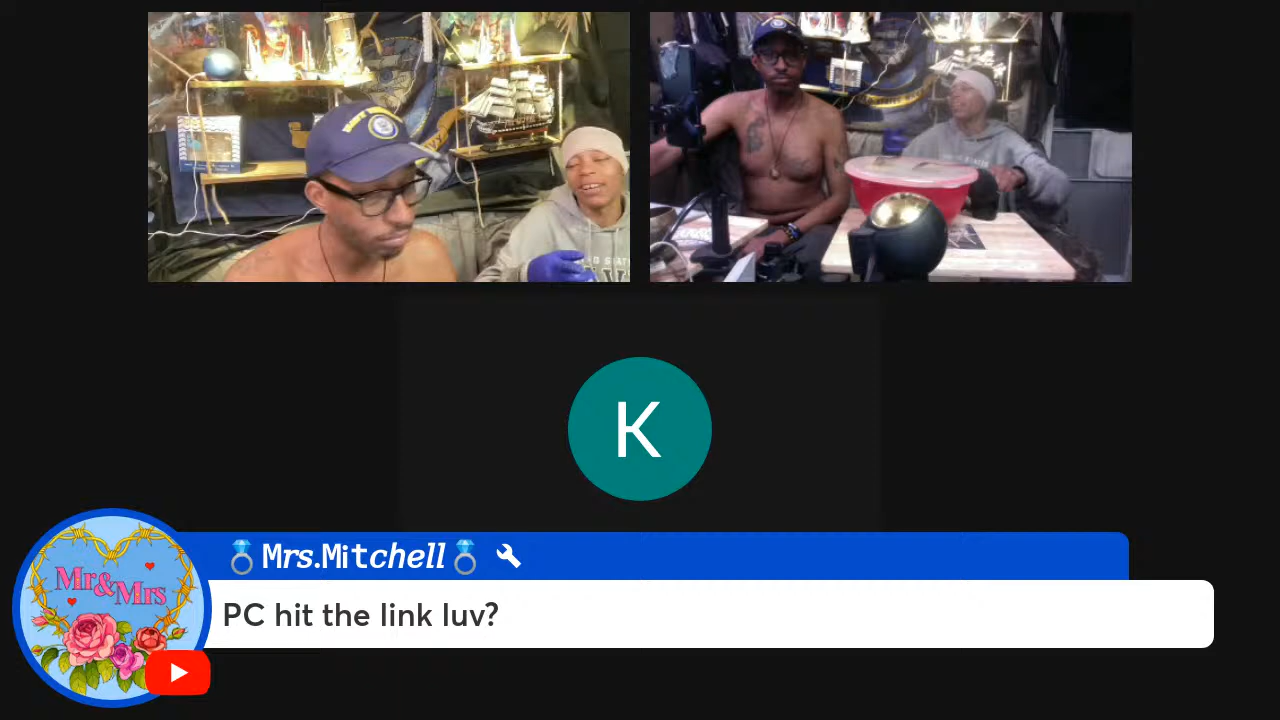 K
💍Mrs.Mitchell💍🔧
Mr&Mrs
PC hit the link luv?